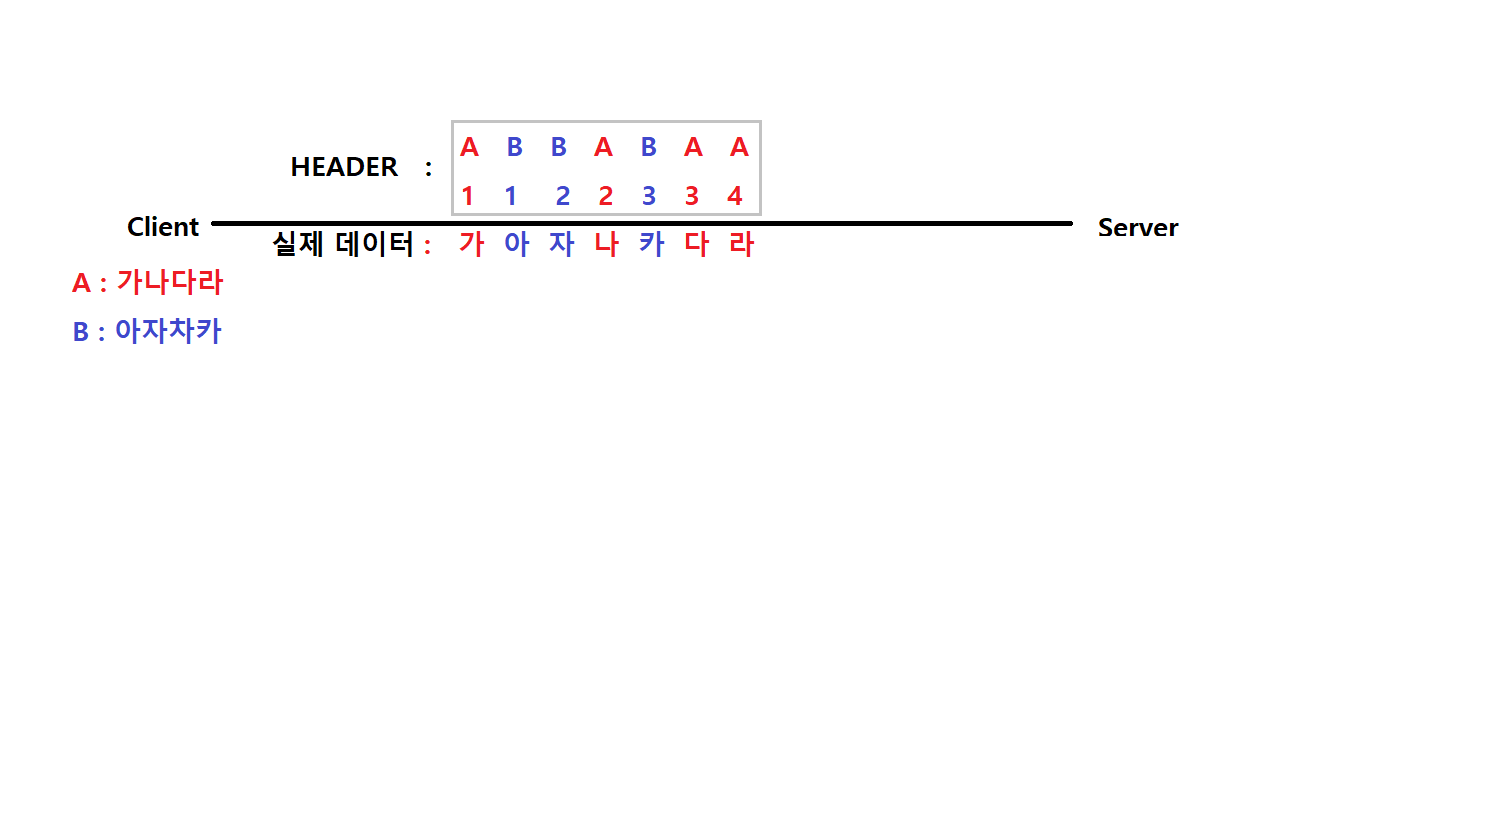 A B B A B A A
HEADER :
1 1 2 2 3 3 4
Client Server
실제 데이터 : 가 아 자 나 카 다 라
A : 가나다라
B : 아자차카